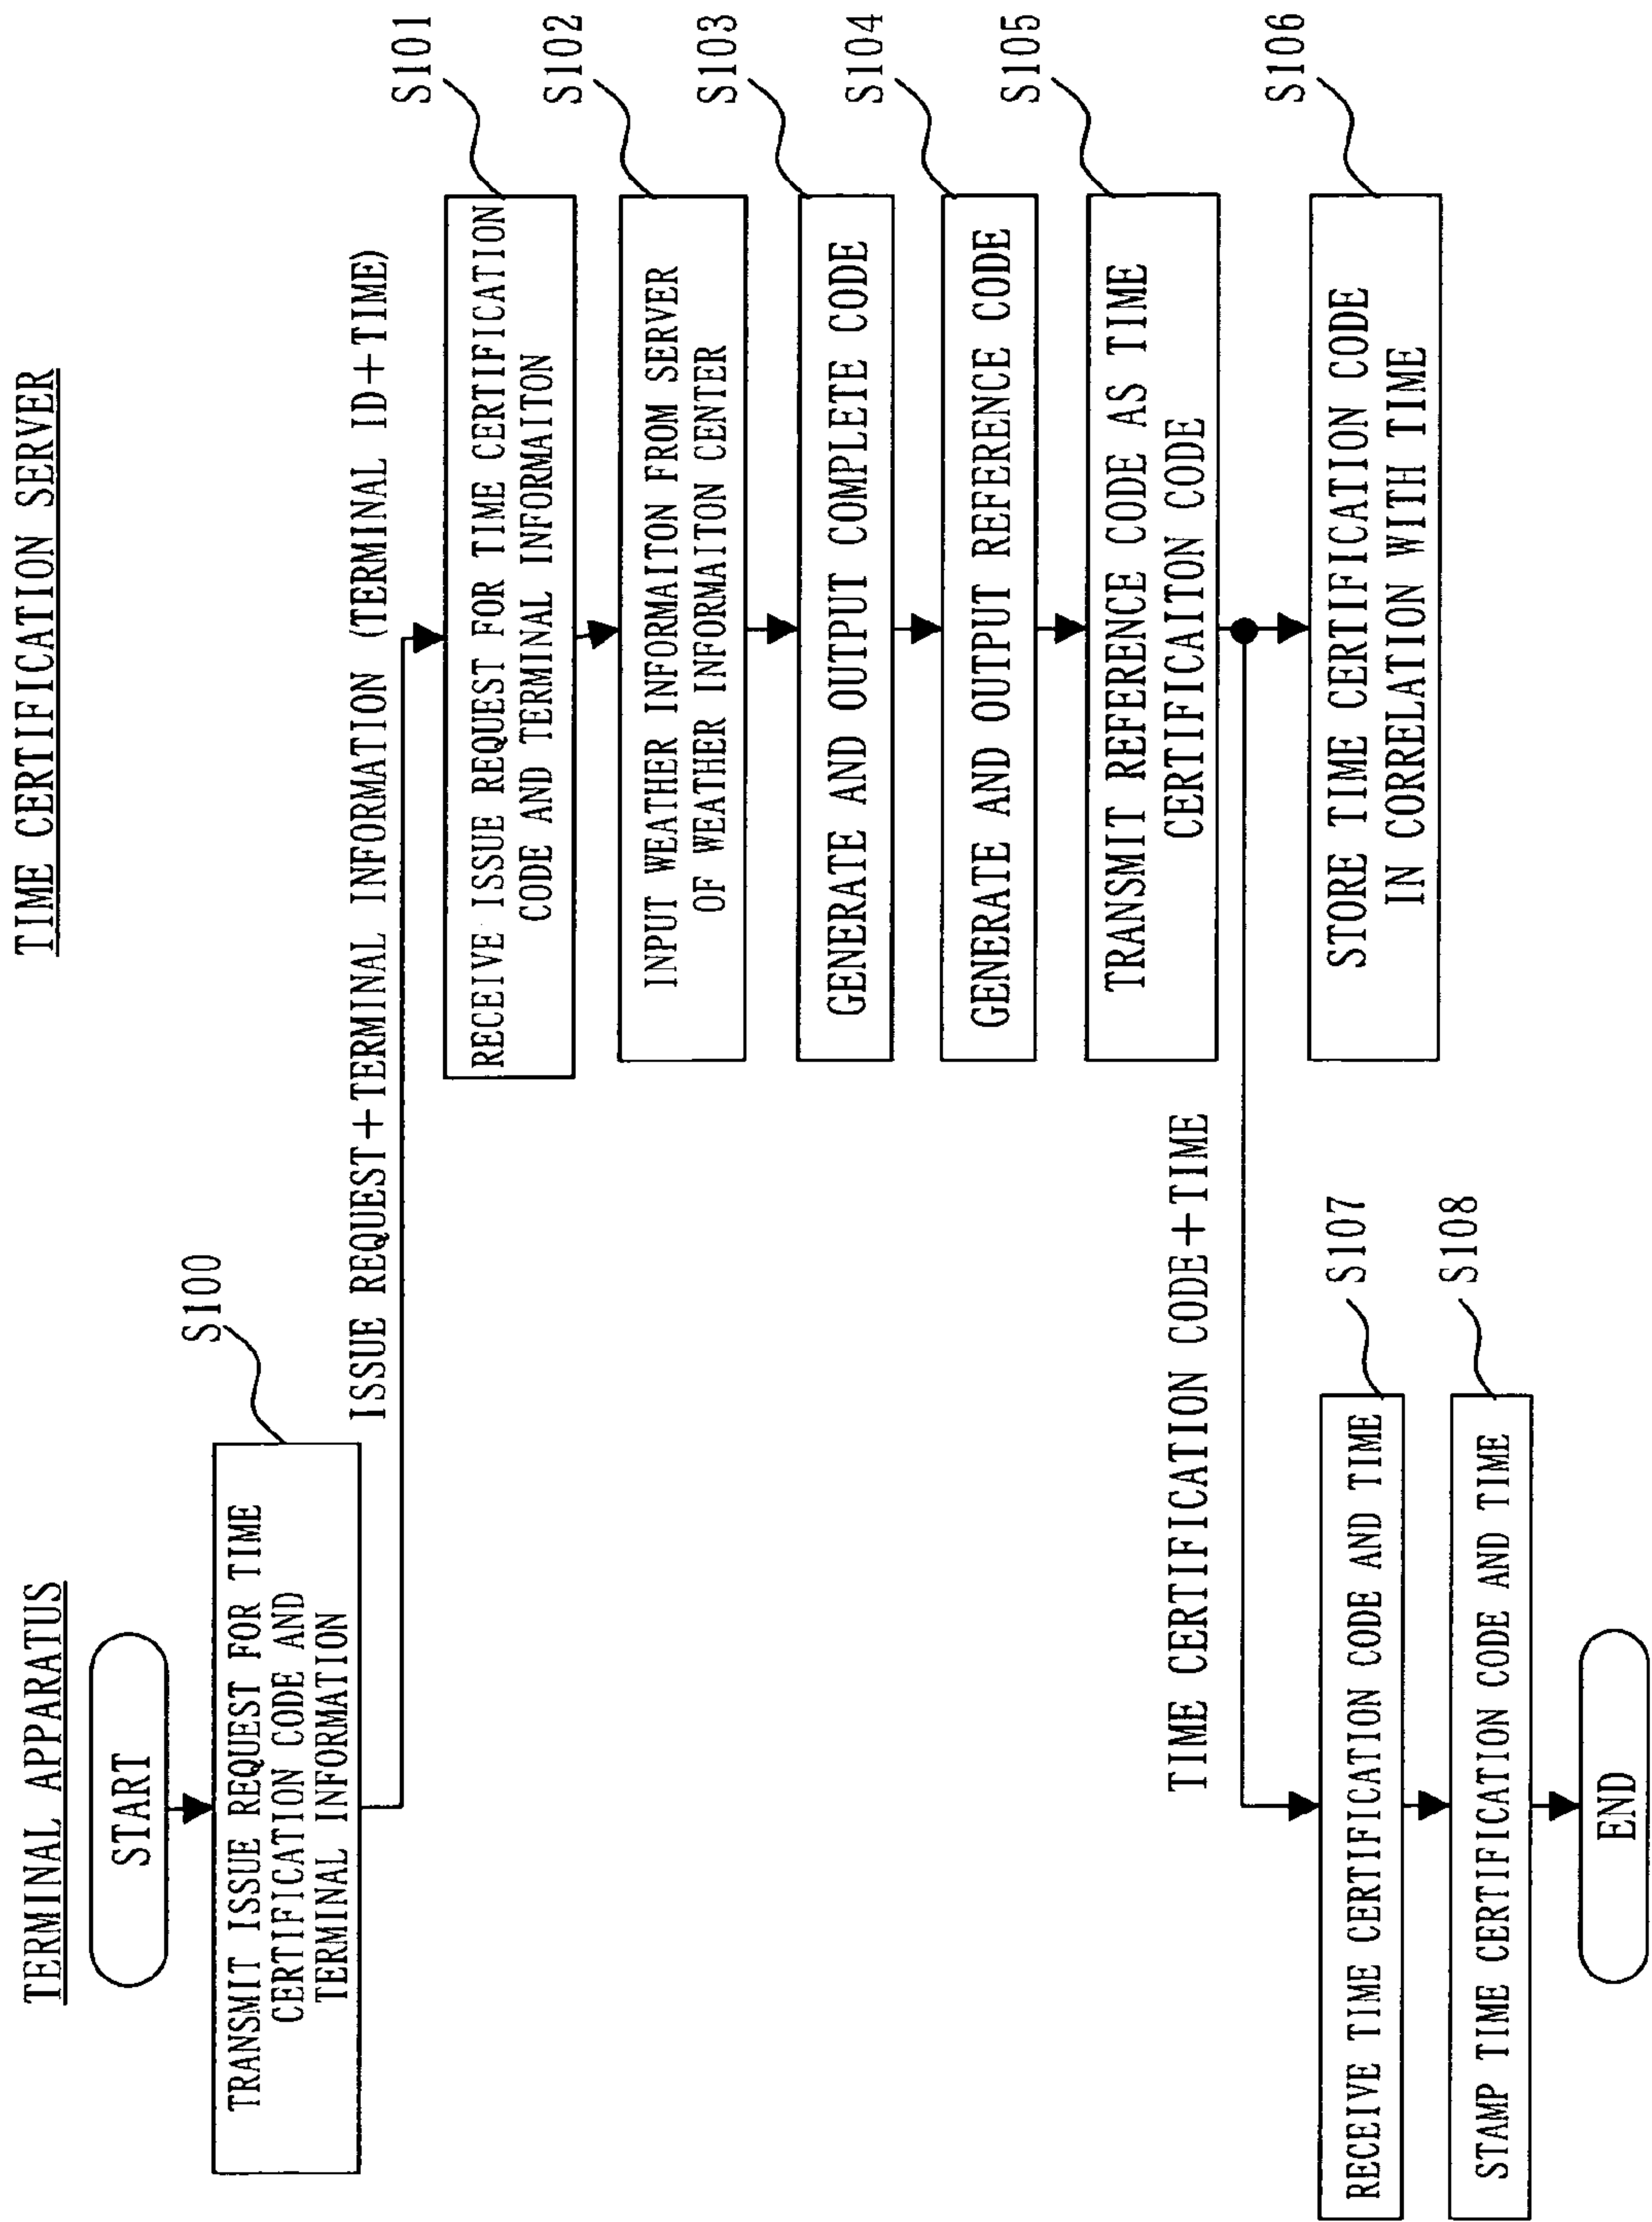 TERMINAL APPARATUS
TIME CERTIFICATION SERVER
START
S100
TRANSMIT ISSUE REQUEST FOR TIME
CERTIFICATION CODE AND
TERMINAL INFORMATION
ISSUE REQUEST+TERMINAL INFORMATION (TERMINAL ID+TIME)
S101
RECEIVE ISSUE REQUEST FOR TIME CERTIFICATION
CODE AND TERMINAL INFORMAITON
S102
INPUT WEATHER INFORMAITON FROM SERVER
OF WEATHER INFORMAITON CENTER
S103
GENERATE AND OUTPUT COMPLETE CODE
S104
GENERATE AND OUTPUT REFERENCE CODE
S105
TRANSMIT REFERENCE CODE AS TIME
CERTIFICAITON CODE
TIME CERTIFICATION CODE+TIME
S106
STORE TIME CERTIFICATION CODE
IN CORRELATION WITH TIME
S107
RECEIVE TIME CERTIFICATION CODE AND TIME
S108
STAMP TIME CERTIFICATION CODE AND TIME
END